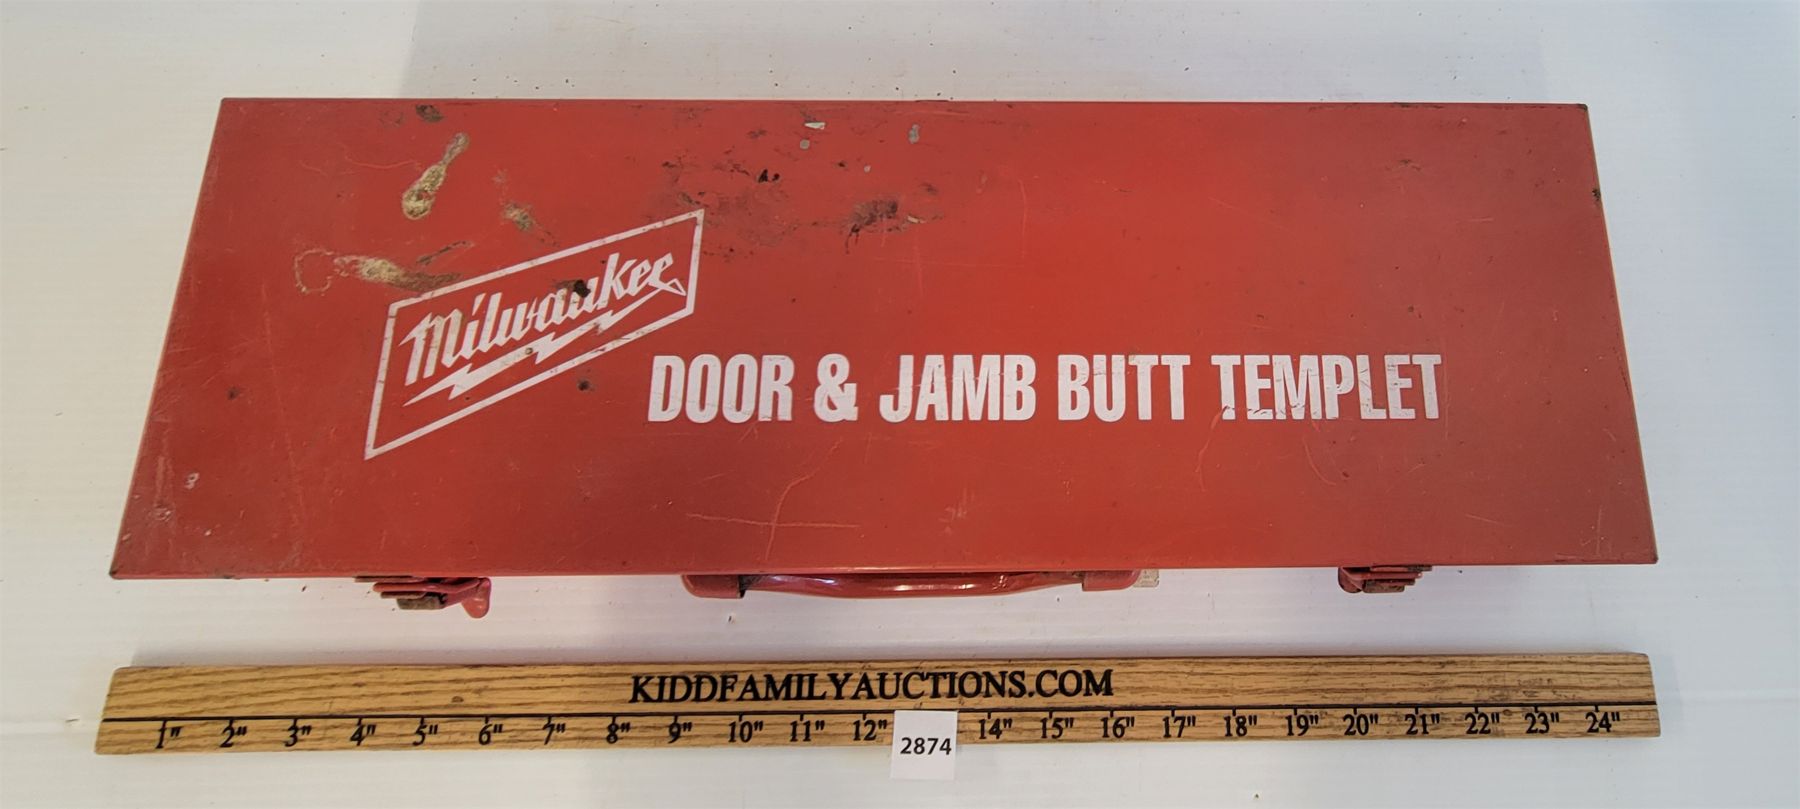 Milwaukee
DOOR & JAMB BUTT TEMPLET
KIDDFAMILYAUCTIONS.COM
1" 2" 3" 4" 5" 6" 7" 8" 9" 10" 11" 12" 14" 15" 16" 17" 18" 19" 20" 21" 22" 23" 24"
2874